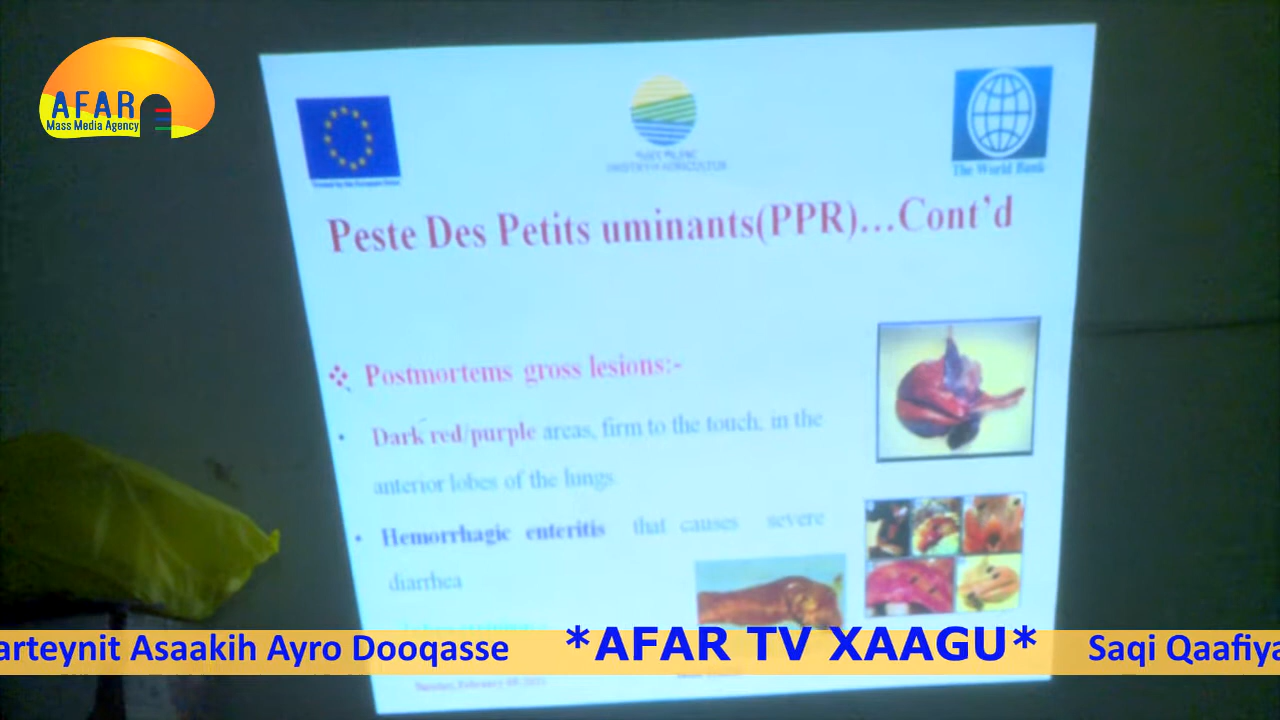 AFAR
Mass Media Agency
The World Bank
Peste Des Petits uminants(PPR)...Cont'd
Postmortems gross lesions:-
Dark red/purple areas, firm to the touch, in the
anterior lobes of the lungs.
Hemorrhagic enteritis that causes severe
diarrhea
arteynit Asaakih Ayro Dooqasse *AFAR TV XAAGU* Saqi Qaafiya